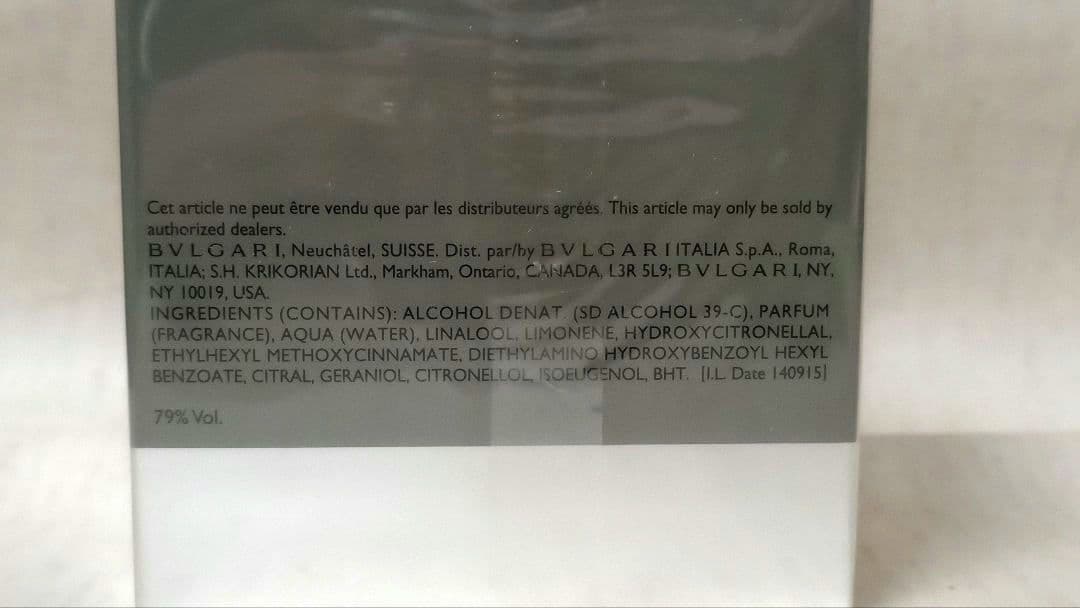 Cet article ne peut être vendu que par les distributeurs agréés. This article may only be sold by
authorized dealers.
BVLGARI, Neuchâtel, SUISSE. Dist. par/by BVLGARI ITALIA S.p.A., Roma,
ITALIA; S.H. KRIKORIAN Ltd., Markham, Ontario, CANADA, L3R 5L9; BVLGARI, NY,
NY 10019, USA.
INGREDIENTS (CONTAINS): ALCOHOL DENAT. (SD ALCOHOL 39-C), PARFUM
(FRAGRANCE), AQUA (WATER), LINALOOL, LIMONENE, HYDROXYCITRONELLAL,
ETHYLHEXYL METHOXYCINNAMATE, DIETHYLAMINO HYDROXYBENZOYL HEXYL
BENZOATE, CITRAL, GERANIOL, CITRONELLOL, ISOEUGENOL, BHT. [I.L. Date 140915]
79% Vol.